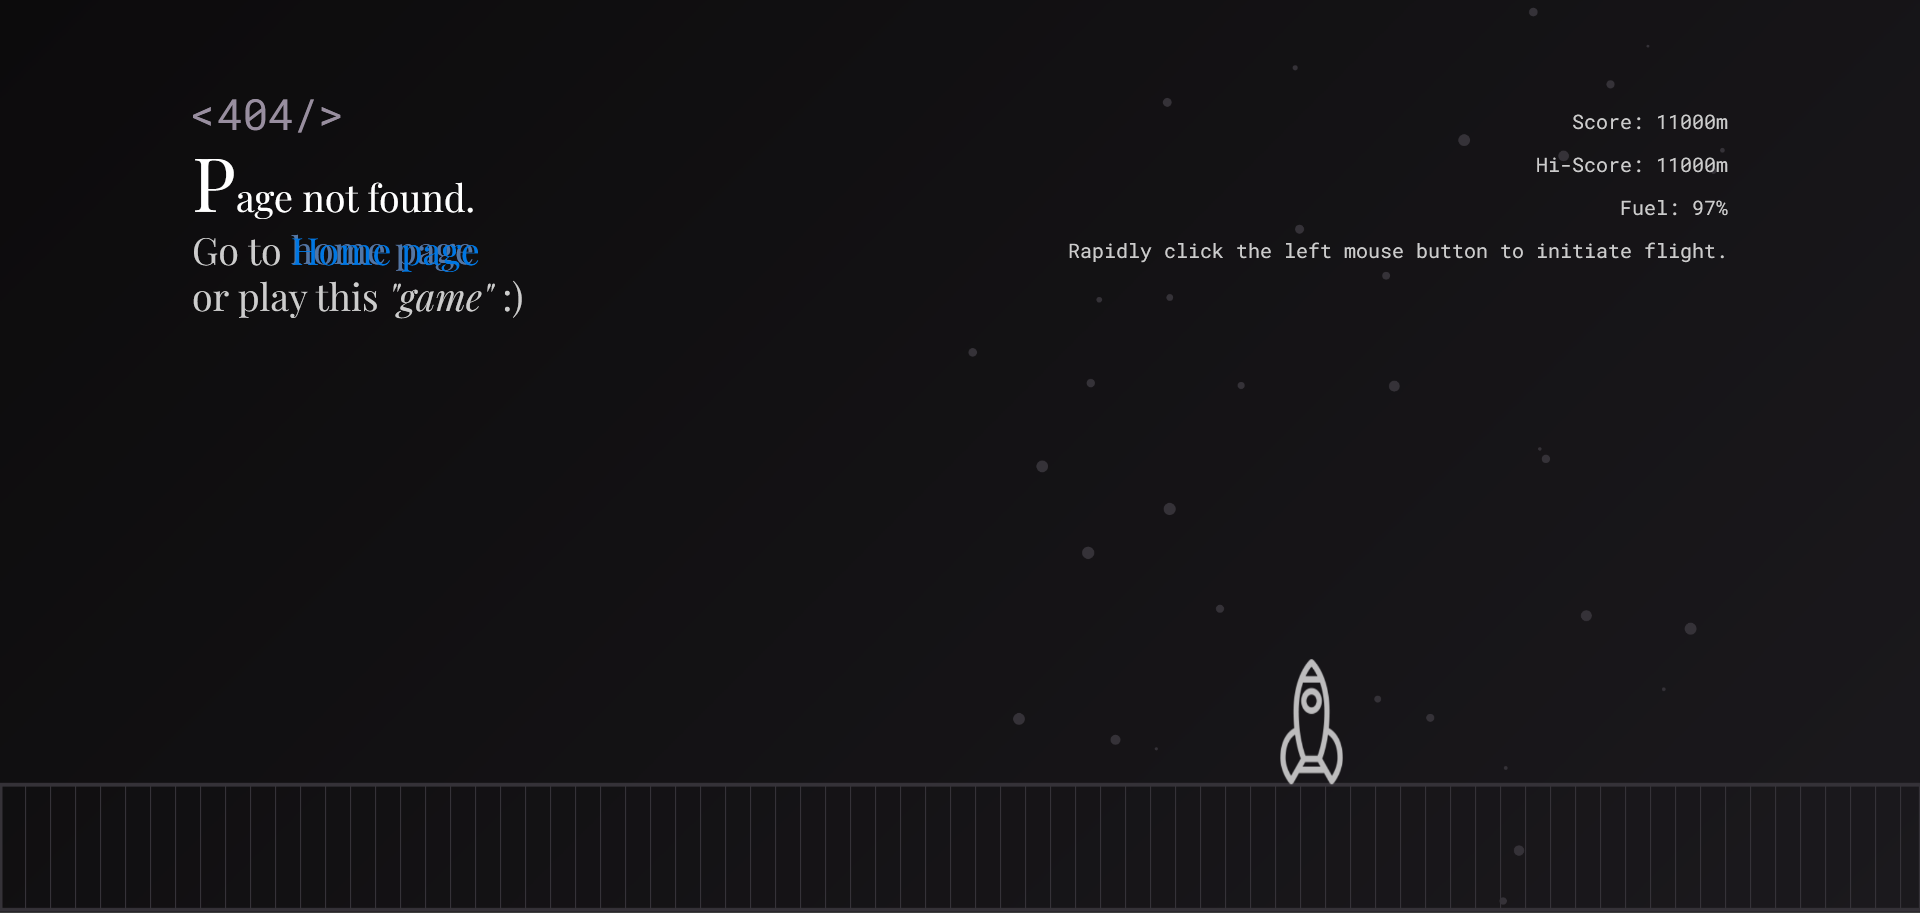 <404/>
Page not found.
Go to home page
or play this "game" :)
Score: 11000m
Hi-Score: 11000m
Fuel: 97%
Rapidly click the left mouse button to initiate flight.